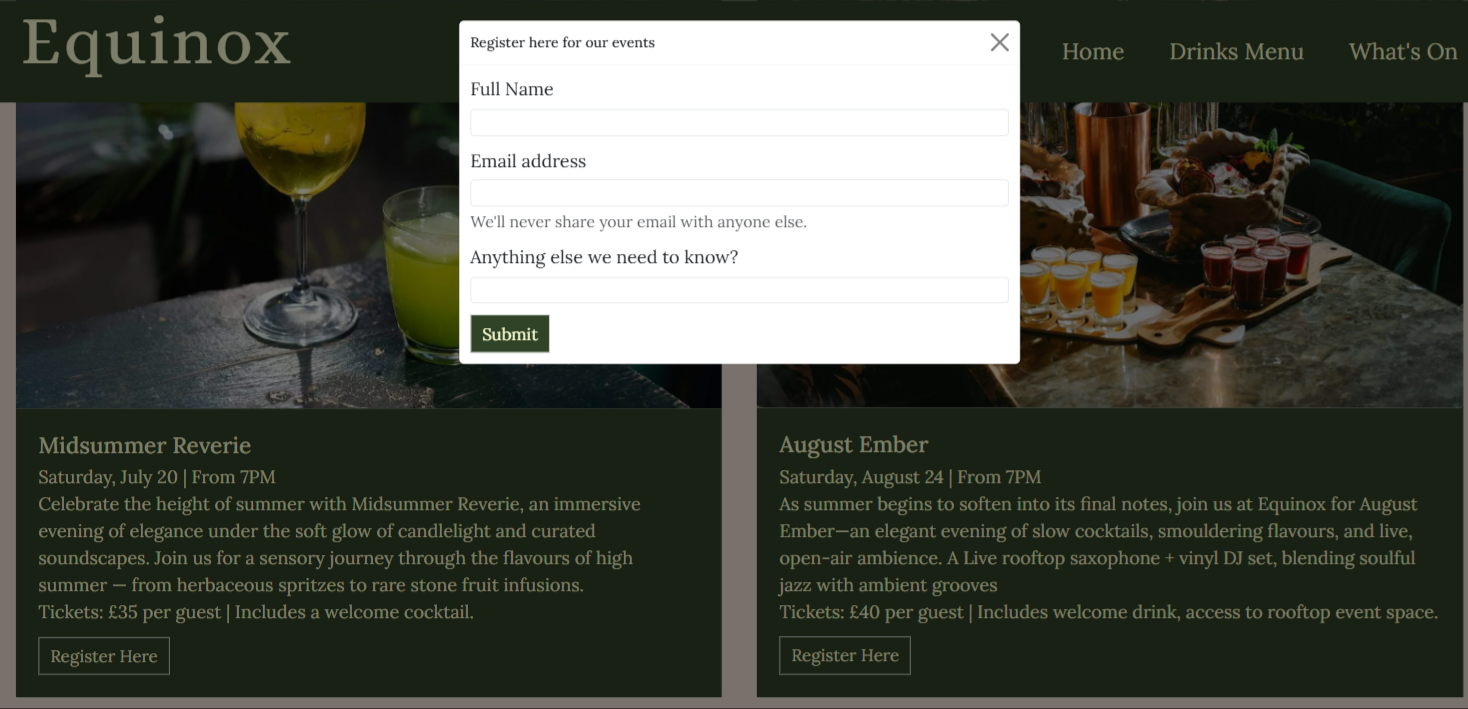 Equinox
Home
Drinks Menu
What's On
Register here for our events
Full Name
Email address
We'll never share your email with anyone else.
Anything else we need to know?
Submit
Midsummer Reverie
Saturday, July 20 | From 7PM
Celebrate the height of summer with Midsummer Reverie, an immersive
evening of elegance under the soft glow of candlelight and curated
soundscapes. Join us for a sensory journey through the flavours of high
summer — from herbaceous spritzes to rare stone fruit infusions.
Tickets: £35 per guest | Includes a welcome cocktail.
Register Here
August Ember
Saturday, August 24 | From 7PM
As summer begins to soften into its final notes, join us at Equinox for August
Ember—an elegant evening of slow cocktails, smouldering flavours, and live,
open-air ambience. A Live rooftop saxophone + vinyl DJ set, blending soulful
jazz with ambient grooves
Tickets: £40 per guest | Includes welcome drink, access to rooftop event space.
Register Here